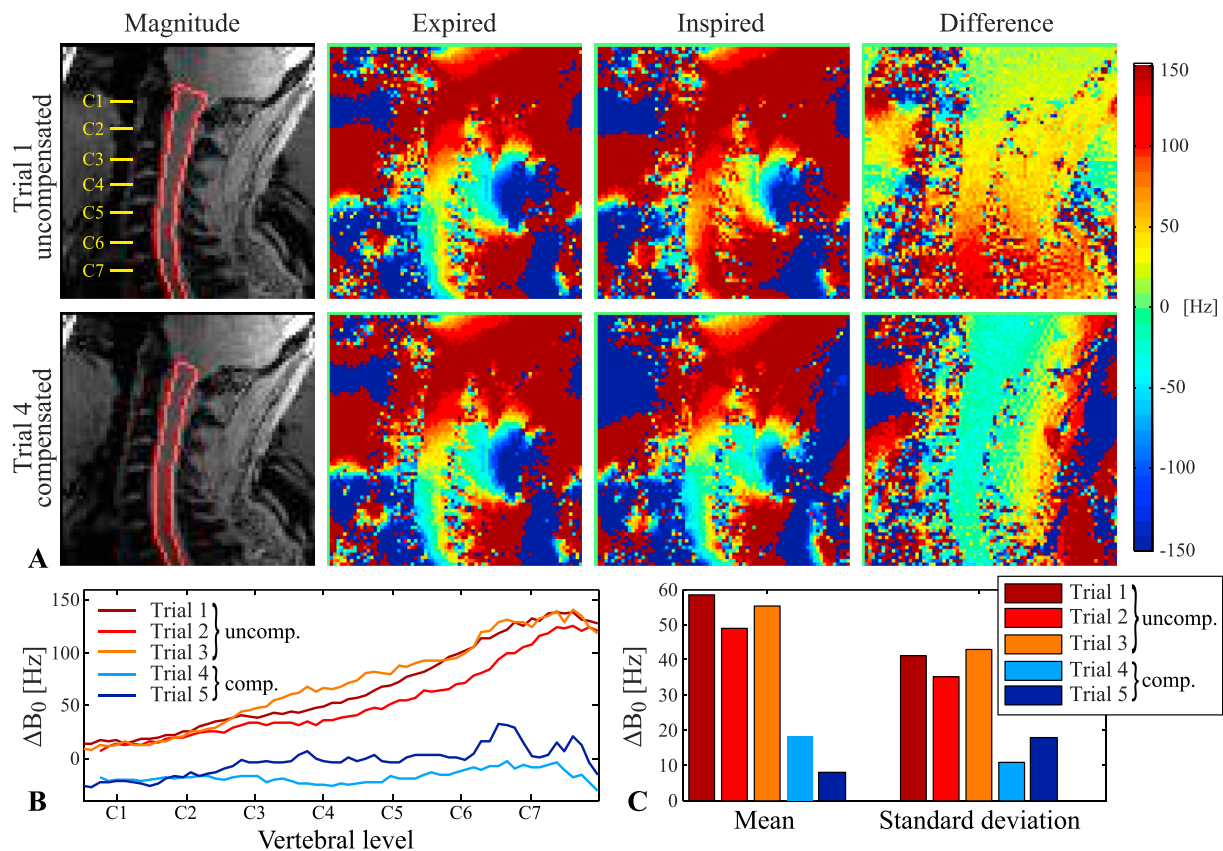 Magnitude Expired Inspired Difference
Trial 1
uncompensated
C1
C2
C3
C4
C5
C6
C7
150
100
50
0 [Hz]
-50
-100
-150
Trial 4
compensated
A
150
100
50
0
ΔB0 [Hz]
Trial 1
Trial 2
Trial 3
uncomp.
Trial 4
Trial 5
comp.
C1 C2 C3 C4 C5 C6 C7
Vertebral level
B
60
50
40
30
20
10
0
ΔB0 [Hz]
Trial 1
Trial 2
Trial 3
uncomp.
Trial 4
Trial 5
comp.
Mean Standard deviation
C